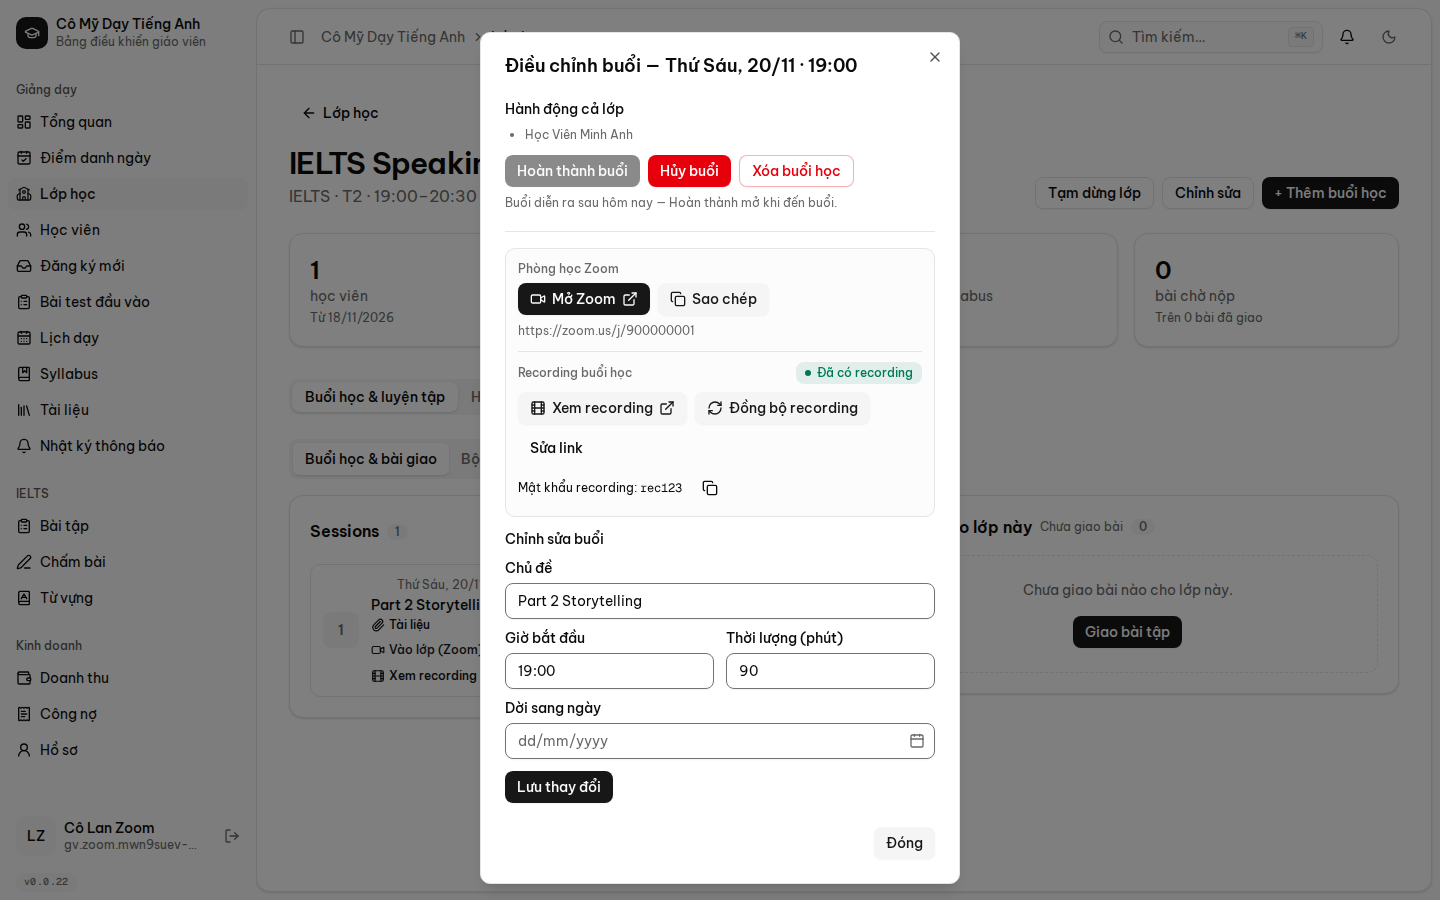 Cô Mỹ Dạy Tiếng Anh
Bảng điều khiển giáo viên
Giảng dạy
Tổng quan
Điểm danh ngày
Lớp học
Học viên
Đăng ký mới
Bài test đầu vào
Lịch dạy
Syllabus
Tài liệu
Nhật ký thông báo
IELTS
Bài tập
Chấm bài
Từ vựng
Kinh doanh
Doanh thu
Công nợ
Hồ sơ
LZ
Cô Lan Zoom
gv.zoom.mwn9suev-...
v0.0.22
Cô Mỹ Dạy Tiếng Anh
Tìm kiếm...
⌘K
Lớp học
IELTS Speakin
IELTS · T2 · 19:00–20:30
Tạm dừng lớp
Chỉnh sửa
+ Thêm buổi học
1
học viên
Từ 18/11/2026
abus
0
bài chờ nộp
Trên 0 bài đã giao
Buổi học & luyện tập
H
Buổi học & bài giao
Bộ
Sessions 1
Thứ Sáu, 20/1
1
Part 2 Storytelli
Tài liệu
Vào lớp (Zoom)
Xem recording
o lớp này
Chưa giao bài
0
Chưa giao bài nào cho lớp này.
Giao bài tập
Điều chỉnh buổi — Thứ Sáu, 20/11 · 19:00
Hành động cả lớp
• Học Viên Minh Anh
Hoàn thành buổi
Hủy buổi
Xóa buổi học
Buổi diễn ra sau hôm nay — Hoàn thành mở khi đến buổi.
Phòng học Zoom
Mở Zoom
Sao chép
https://zoom.us/j/900000001
Recording buổi học
Đã có recording
Xem recording
Đồng bộ recording
Sửa link
Mật khẩu recording: rec123
Chỉnh sửa buổi
Chủ đề
Part 2 Storytelling
Giờ bắt đầu
Thời lượng (phút)
19:00
90
Dời sang ngày
dd/mm/yyyy
Lưu thay đổi
Đóng